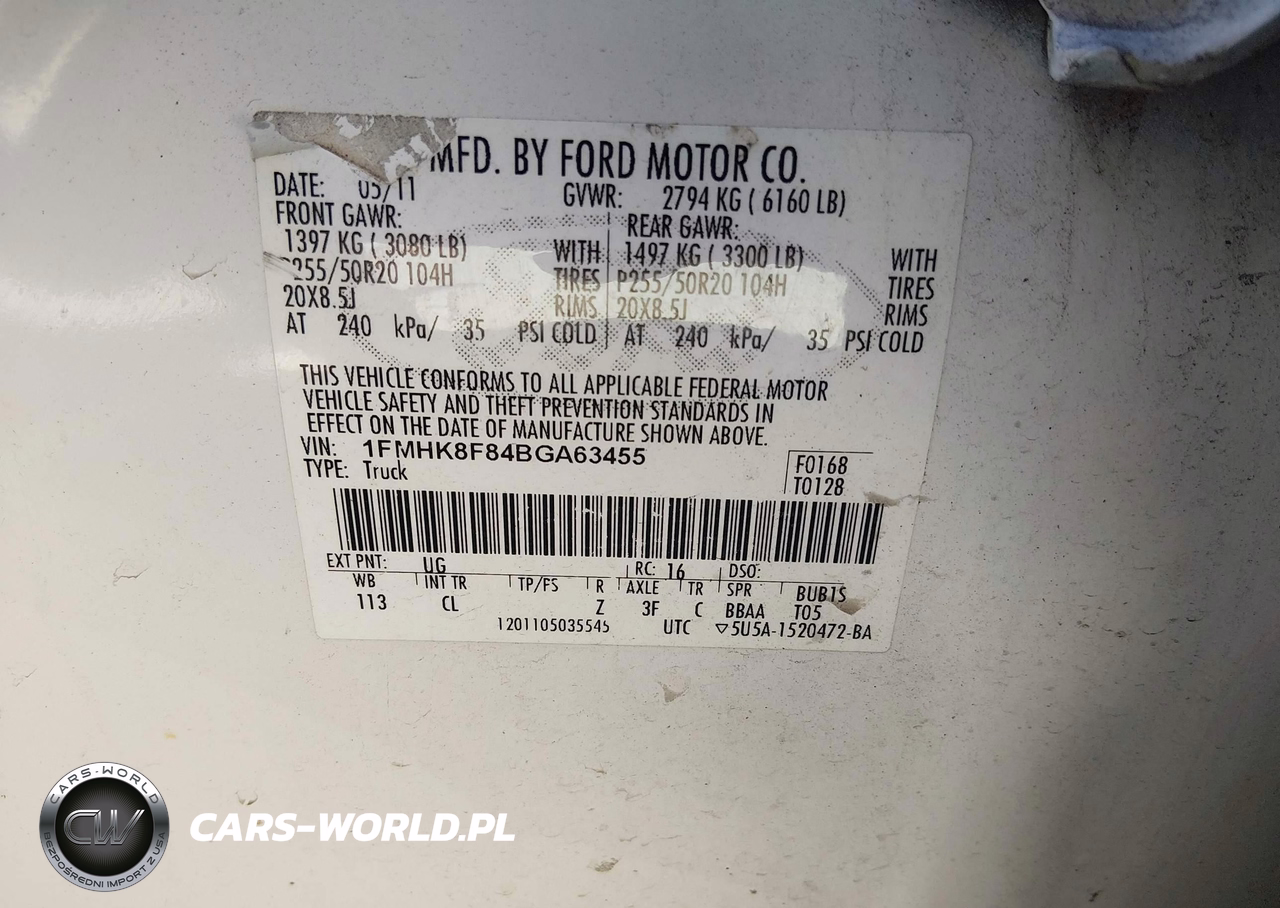 MFD. BY FORD MOTOR CO.
DATE: 05/11 GVWR: 2794 KG ( 6160 LB)
FRONT GAWR: REAR GAWR:
1397 KG ( 3080 LB) WITH 1497 KG ( 3300 LB) WITH
P255/50R20 104H TIRES P255/50R20 104H TIRES
20X8.5J RIMS 20X8.5J RIMS
AT 240 kPa/ 35 PSI COLD AT 240 kPa/ 35 PSI COLD
THIS VEHICLE CONFORMS TO ALL APPLICABLE FEDERAL MOTOR
VEHICLE SAFETY AND THEFT PREVENTION STANDARDS IN
EFFECT ON THE DATE OF MANUFACTURE SHOWN ABOVE.
VIN: 1FMHK8F84BGA63455
TYPE: Truck
F0168
T0128
EXT PNT: UG RC: 16 DSO:
WB INT TR TP/FS R AXLE TR SPR BUB1S
113 CL Z 3F C BBAA T05
1201105035545 UTC ▽5U5A-1520472-BA
CARS-WORLD
CW
BEZPOŚREDNI IMPORT Z USA
CARS-WORLD.PL